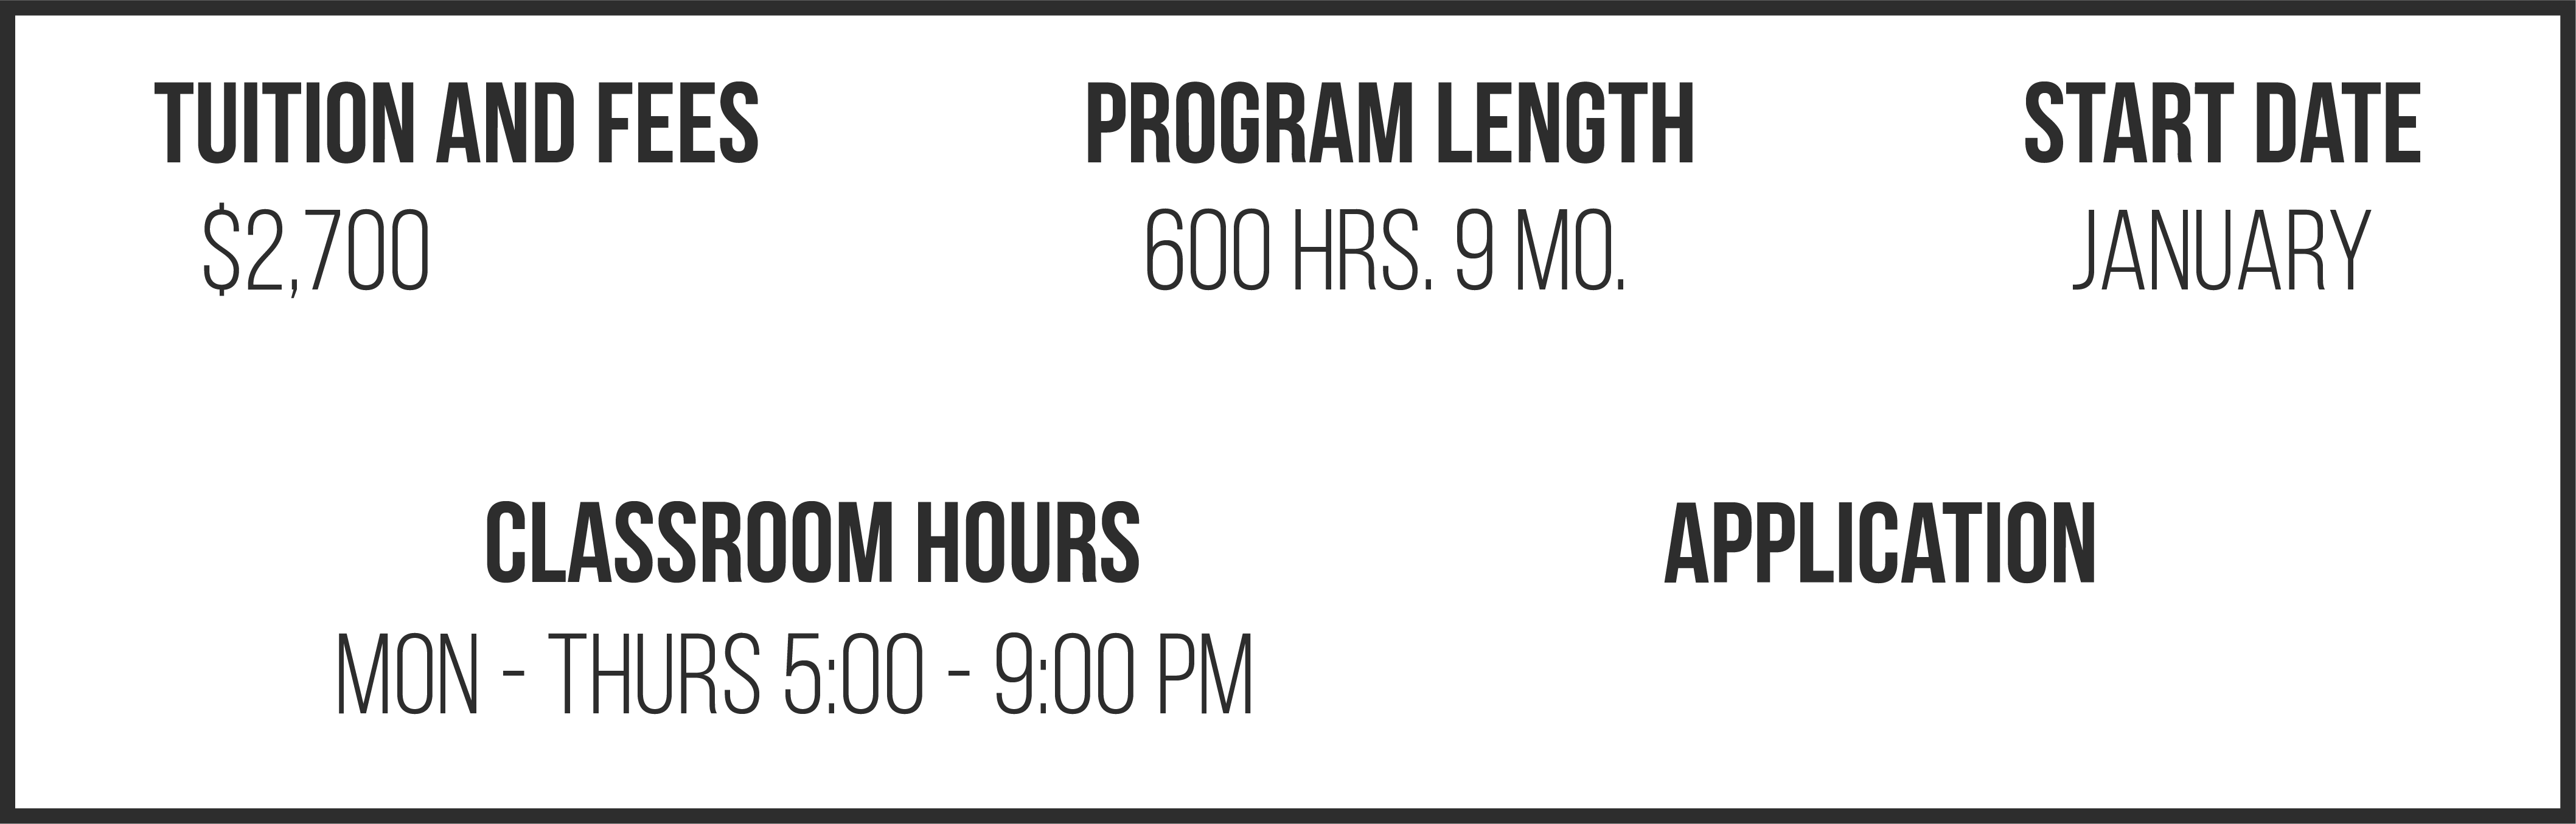 TUITION AND FEES
$2,700
PROGRAM LENGTH
600 HRS. 9 MO.
START DATE
JANUARY
CLASSROOM HOURS
MON - THURS 5:00 - 9:00 PM
APPLICATION